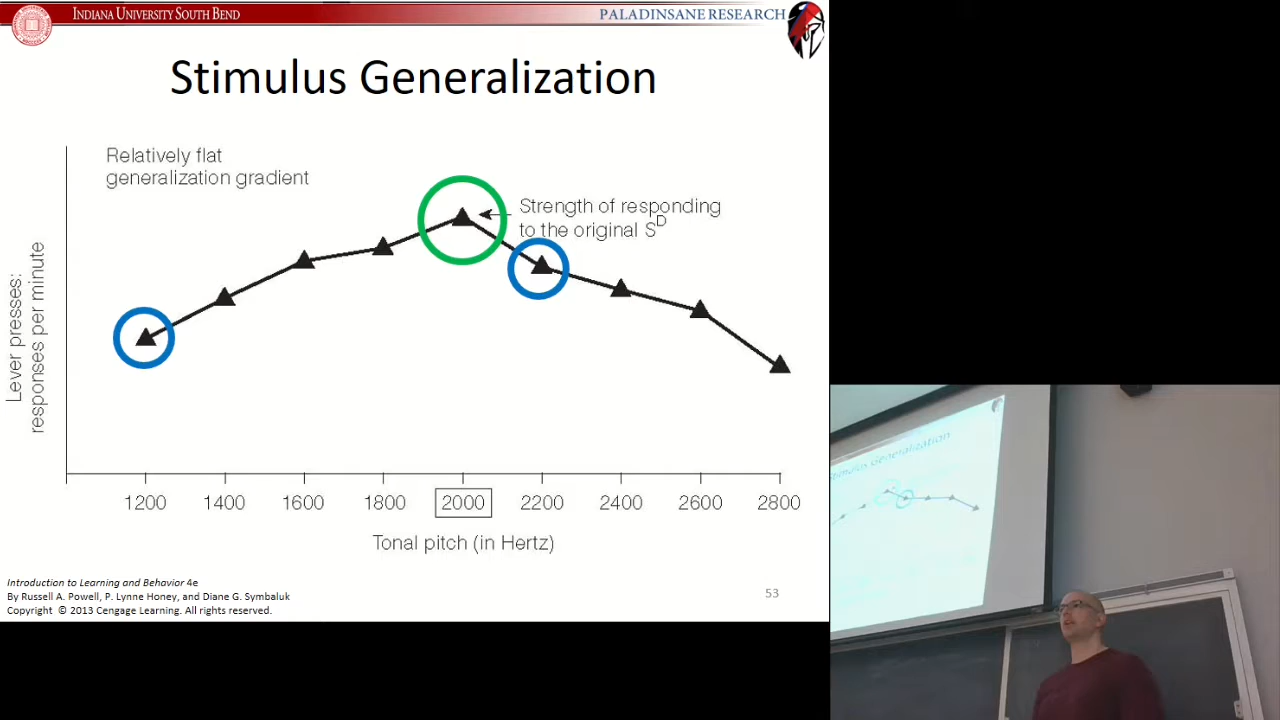 INDIANA UNIVERSITY SOUTH BEND
PALADINSANE RESEARCH
Stimulus Generalization
Relatively flat
generalization gradient
Strength of responding
to the original SD
Lever presses:
responses per minute
1200 1400 1600 1800 2000 2200 2400 2600 2800
Tonal pitch (in Hertz)
Introduction to Learning and Behavior 4e
By Russell A. Powell, P. Lynne Honey, and Diane G. Symbaluk
Copyright © 2013 Cengage Learning. All rights reserved.
53
Stimulus Generalization